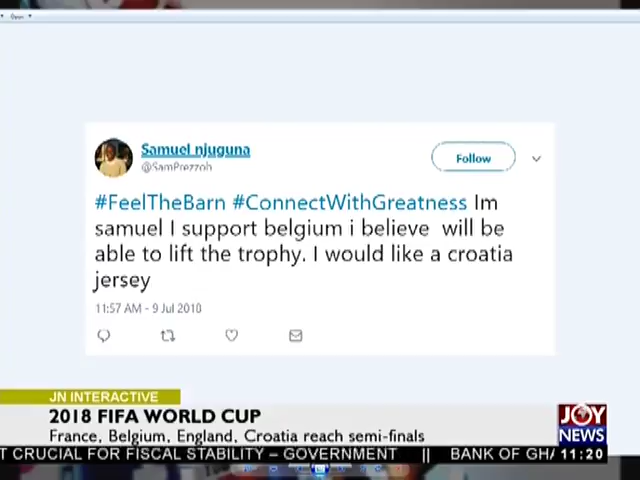 Open
Samuel njuguna
@SamPrezzoh
Follow
#FeelTheBarn #ConnectWithGreatness Im
samuel I support belgium i believe will be
able to lift the trophy. I would like a croatia
jersey
11:57 AM - 9 Jul 2018
JN INTERACTIVE
2018 FIFA WORLD CUP
France, Belgium, England, Croatia reach semi-finals
JOY
NEWS
T CRUCIAL FOR FISCAL STABILITY – GOVERNMENT || BANK OF GHA 11:20